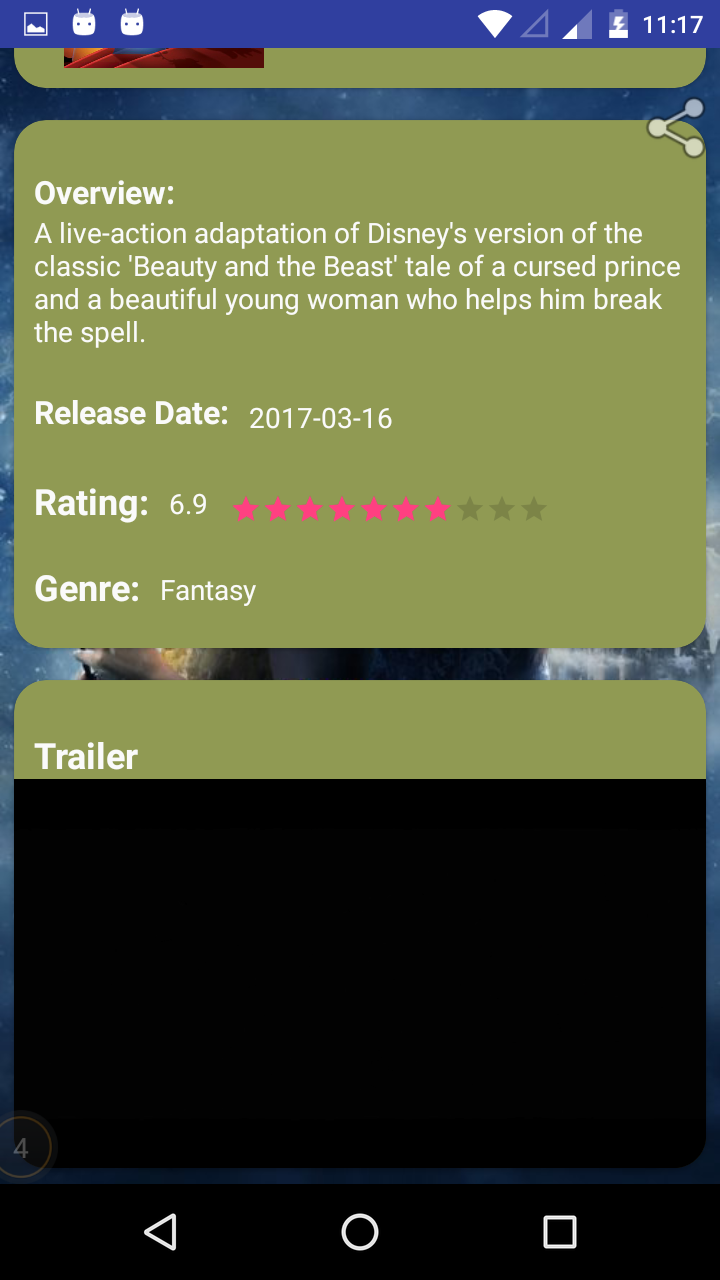 11:17
Overview:
A live-action adaptation of Disney's version of the
classic 'Beauty and the Beast' tale of a cursed prince
and a beautiful young woman who helps him break
the spell.
Release Date: 2017-03-16
Rating: 6.9
Genre: Fantasy
Trailer
4